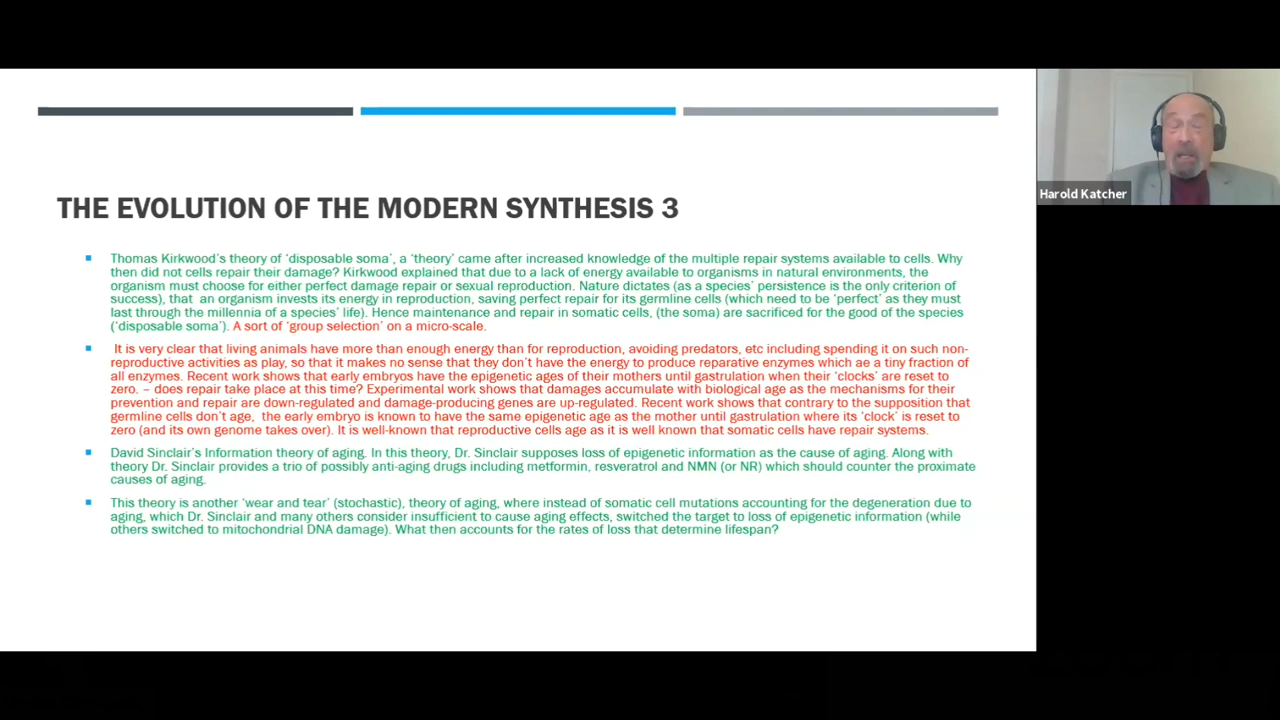 THE EVOLUTION OF THE MODERN SYNTHESIS 3
Thomas Kirkwood's theory of 'disposable soma', a 'theory' came after increased knowledge of the multiple repair systems available to cells. Why
then did not cells repair their damage? Kirkwood explained that due to a lack of energy available to organisms in natural environments, the
organism must choose for either perfect damage repair or sexual reproduction. Nature dictates (as a species' persistence is the only criterion of
success), that an organism invests its energy in reproduction, saving perfect repair for its germline cells (which need to be 'perfect' as they must
last through the millennia of a species' life). Hence maintenance and repair in somatic cells, (the soma) are sacrificed for the good of the species
('disposable soma'). A sort of 'group selection' on a micro-scale.
It is very clear that living animals have more than enough energy than for reproduction, avoiding predators, etc including spending it on such non-
reproductive activities as play, so that it makes no sense that they don't have the energy to produce reparative enzymes which ae a tiny fraction of
all enzymes. Recent work shows that early embryos have the epigenetic ages of their mothers until gastrulation when their 'clocks' are reset to
zero. – does repair take place at this time? Experimental work shows that damages accumulate with biological age as the mechanisms for their
prevention and repair are down-regulated and damage-producing genes are up-regulated. Recent work shows that contrary to the supposition that
germline cells don't age, the early embryo is known to have the same epigenetic age as the mother until gastrulation where its 'clock' is reset to
zero (and its own genome takes over). It is well-known that reproductive cells age as it is well known that somatic cells have repair systems.
David Sinclair's Information theory of aging. In this theory, Dr. Sinclair supposes loss of epigenetic information as the cause of aging. Along with
theory Dr. Sinclair provides a trio of possibly anti-aging drugs including metformin, resveratrol and NMN (or NR) which should counter the proximate
causes of aging.
This theory is another 'wear and tear' (stochastic), theory of aging, where instead of somatic cell mutations accounting for the degeneration due to
aging, which Dr. Sinclair and many others consider insufficient to cause aging effects, switched the target to loss of epigenetic information (while
others switched to mitochondrial DNA damage). What then accounts for the rates of loss that determine lifespan?
Harold Katcher